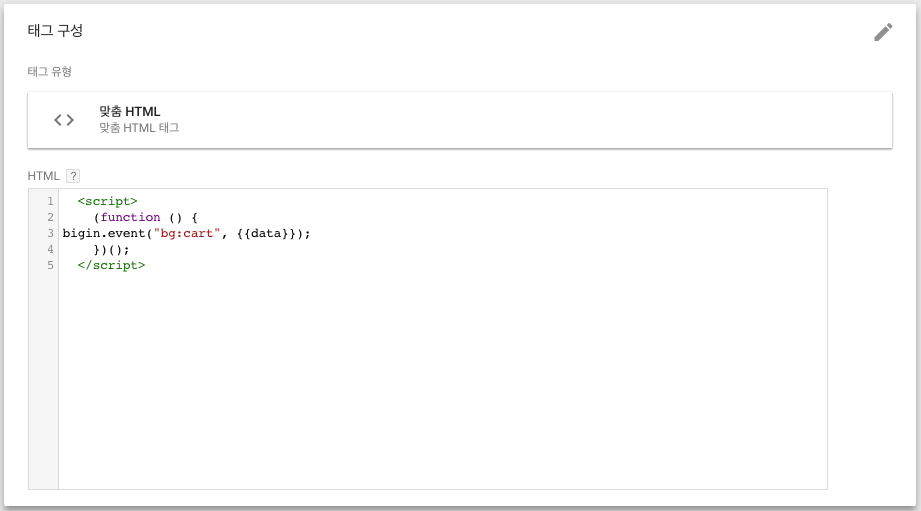 태그 구성
태그 유형
맞춤 HTML
맞춤 HTML 태그
HTML ?
1 <script>
2 (function () {
3 bigin.event("bg:cart", {{data}});
4 })();
5 </script>